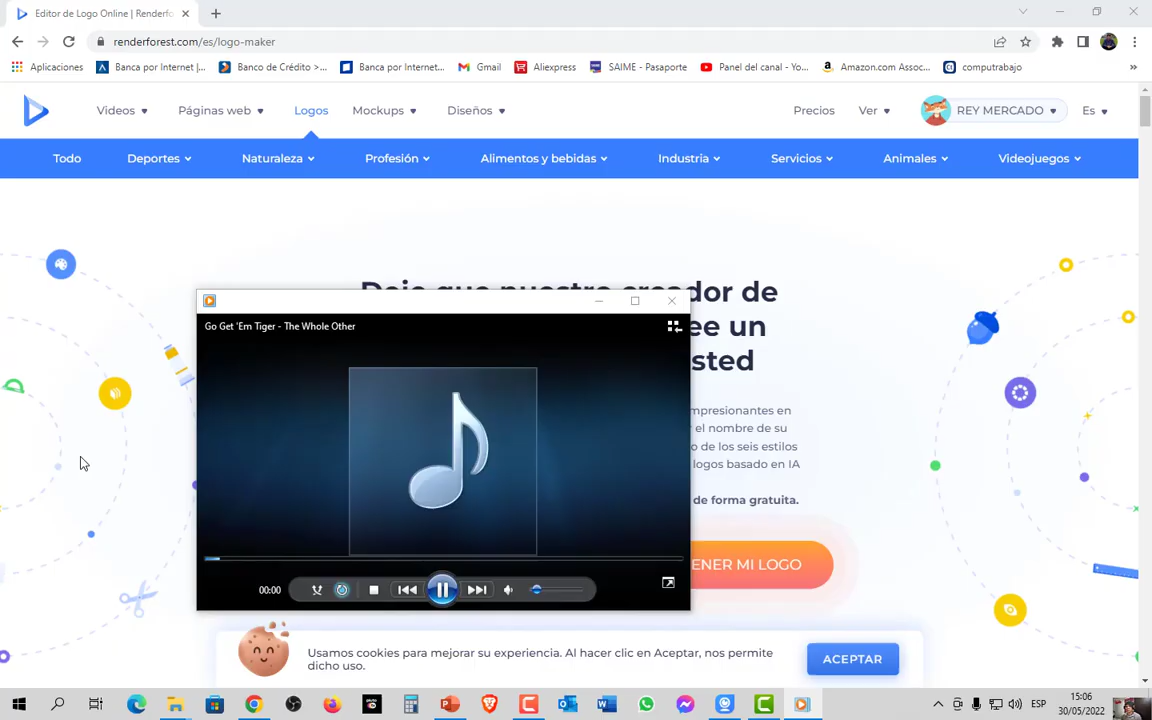 Editor de Logo Online | Renderfo
renderforest.com/es/logo-maker
Aplicaciones
Banca por Internet |...
Banco de Crédito >...
Banca por Internet...
Gmail
Aliexpress
SAIME - Pasaporte
Panel del canal - Yo...
Amazon.com Assoc...
computrabajo
»
Videos
Páginas web
Logos
Mockups
Diseños
Precios
Ver
REY MERCADO
Es
Todo
Deportes
Naturaleza
Profesión
Alimentos y bebidas
Industria
Servicios
Animales
Videojuegos
dor de
ee un
sted
Go Get 'Em Tiger - The Whole Other
mpresionantes en
r el nombre de su
o de los seis estilos
logos basado en IA
de forma gratuita.
ENER MI LOGO
00:00
Usamos cookies para mejorar su experiencia. Al hacer clic en Aceptar, nos permite
dicho uso.
ACEPTAR
ESP
15:06
30/05/2022